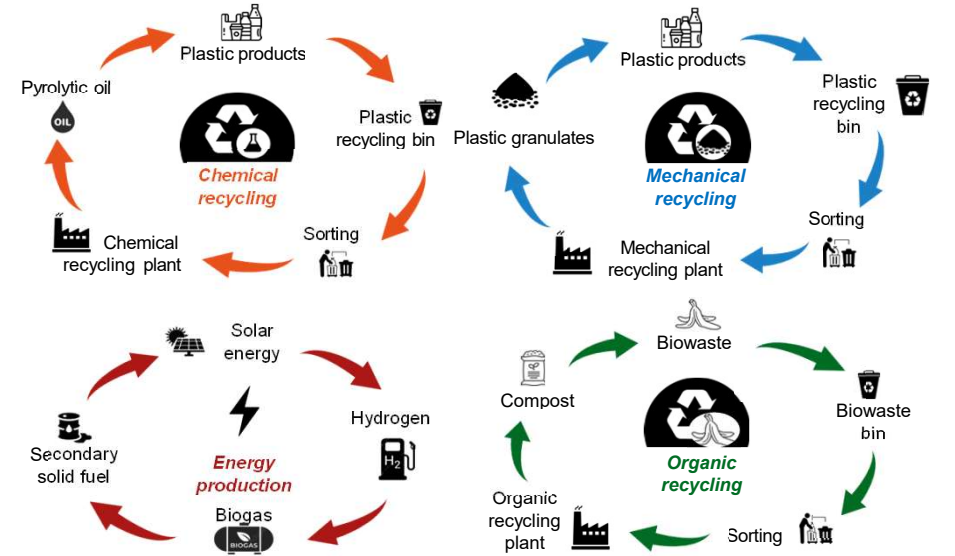 Plastic products
Pyrolytic oil
OIL
Plastic
recycling bin
Chemical
recycling
Sorting
Chemical
recycling plant
Plastic products
Plastic
recycling
bin
Plastic granulates
Mechanical
recycling
Sorting
Mechanical
recycling plant
Solar
energy
Hydrogen
H2
Secondary
solid fuel
Energy
production
Biogas
BIOGAS
Biowaste
Compost
Biowaste
bin
Organic
recycling
Organic
recycling
plant
Sorting